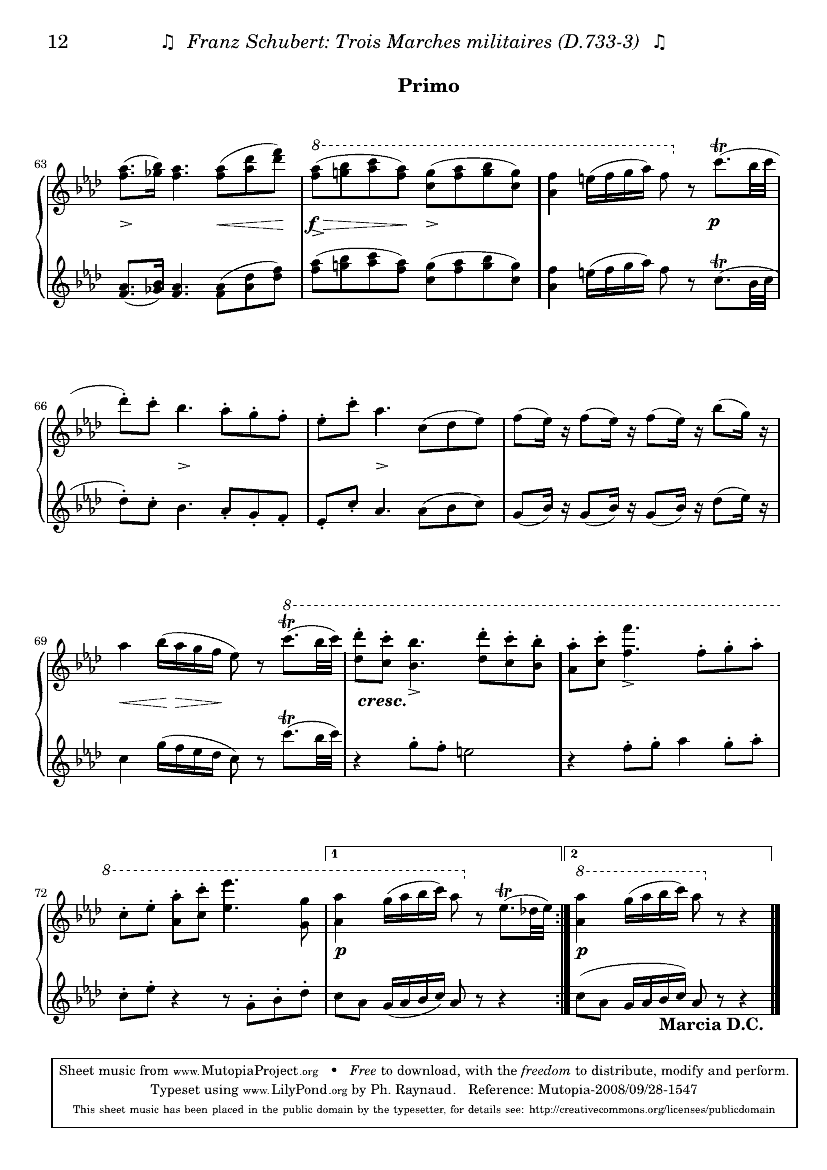 12 ♫ Franz Schubert: Trois Marches militaires (D.733-3) ♫
Primo
8
tr
63
f
p
tr
66
8
tr
69
cresc.
tr
1
2
8
8
72
tr
p
p
Marcia D.C.
Sheet music from www.MutopiaProject.org • Free to download, with the freedom to distribute, modify and perform.
Typeset using www.LilyPond.org by Ph. Raynaud. Reference: Mutopia-2008/09/28-1547
This sheet music has been placed in the public domain by the typesetter, for details see: http://creativecommons.org/licenses/publicdomain